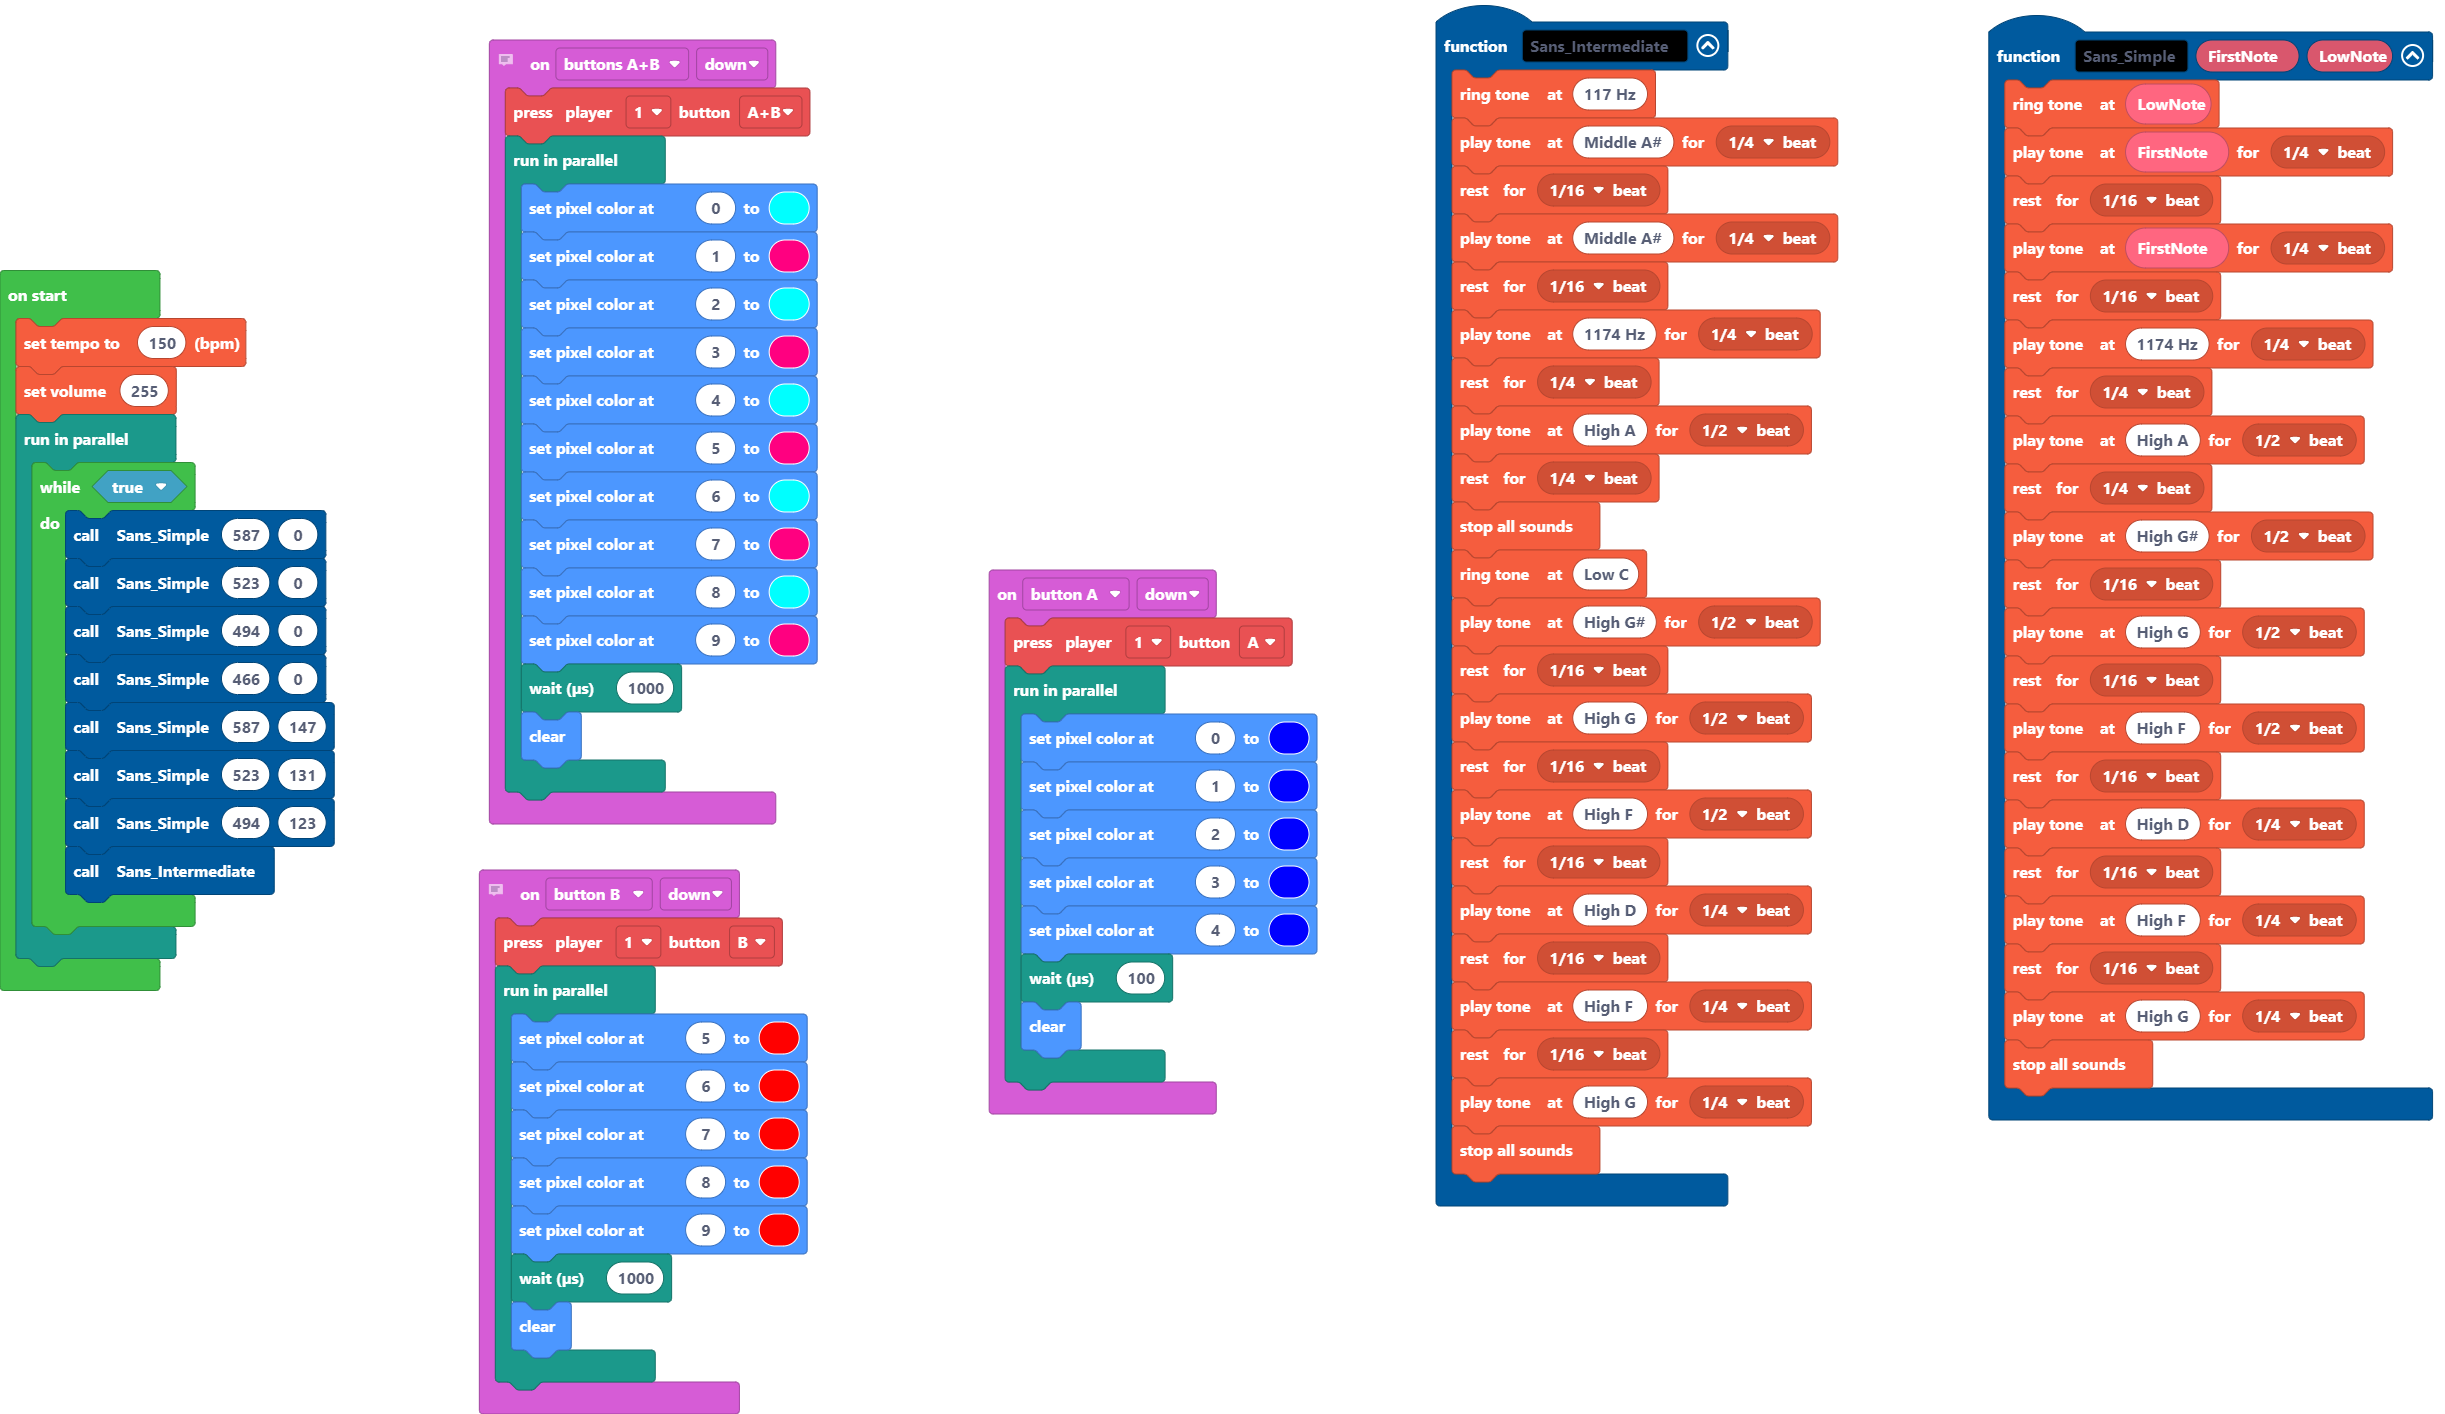 on start
set tempo to 150 (bpm)
set volume 255
run in parallel
while true
do
call Sans_Simple 587 0
call Sans_Simple 523 0
call Sans_Simple 494 0
call Sans_Simple 466 0
call Sans_Simple 587 147
call Sans_Simple 523 131
call Sans_Simple 494 123
call Sans_Intermediate
on buttons A+B down
press player 1 button A+B
run in parallel
set pixel color at 0 to
set pixel color at 1 to
set pixel color at 2 to
set pixel color at 3 to
set pixel color at 4 to
set pixel color at 5 to
set pixel color at 6 to
set pixel color at 7 to
set pixel color at 8 to
set pixel color at 9 to
wait (µs) 1000
clear
on button B down
press player 1 button B
run in parallel
set pixel color at 5 to
set pixel color at 6 to
set pixel color at 7 to
set pixel color at 8 to
set pixel color at 9 to
wait (µs) 1000
clear
on button A down
press player 1 button A
run in parallel
set pixel color at 0 to
set pixel color at 1 to
set pixel color at 2 to
set pixel color at 3 to
set pixel color at 4 to
wait (µs) 100
clear
function Sans_Intermediate
ring tone at 117 Hz
play tone at Middle A# for 1/4 beat
rest for 1/16 beat
play tone at Middle A# for 1/4 beat
rest for 1/16 beat
play tone at 1174 Hz for 1/4 beat
rest for 1/4 beat
play tone at High A for 1/2 beat
rest for 1/4 beat
stop all sounds
ring tone at Low C
play tone at High G# for 1/2 beat
rest for 1/16 beat
play tone at High G for 1/2 beat
rest for 1/16 beat
play tone at High F for 1/2 beat
rest for 1/16 beat
play tone at High D for 1/4 beat
rest for 1/16 beat
play tone at High F for 1/4 beat
rest for 1/16 beat
play tone at High G for 1/4 beat
stop all sounds
function Sans_Simple FirstNote LowNote
ring tone at LowNote
play tone at FirstNote for 1/4 beat
rest for 1/16 beat
play tone at FirstNote for 1/4 beat
rest for 1/16 beat
play tone at 1174 Hz for 1/4 beat
rest for 1/4 beat
play tone at High A for 1/2 beat
rest for 1/4 beat
play tone at High G# for 1/2 beat
rest for 1/16 beat
play tone at High G for 1/2 beat
rest for 1/16 beat
play tone at High F for 1/2 beat
rest for 1/16 beat
play tone at High D for 1/4 beat
rest for 1/16 beat
play tone at High F for 1/4 beat
rest for 1/16 beat
play tone at High G for 1/4 beat
stop all sounds